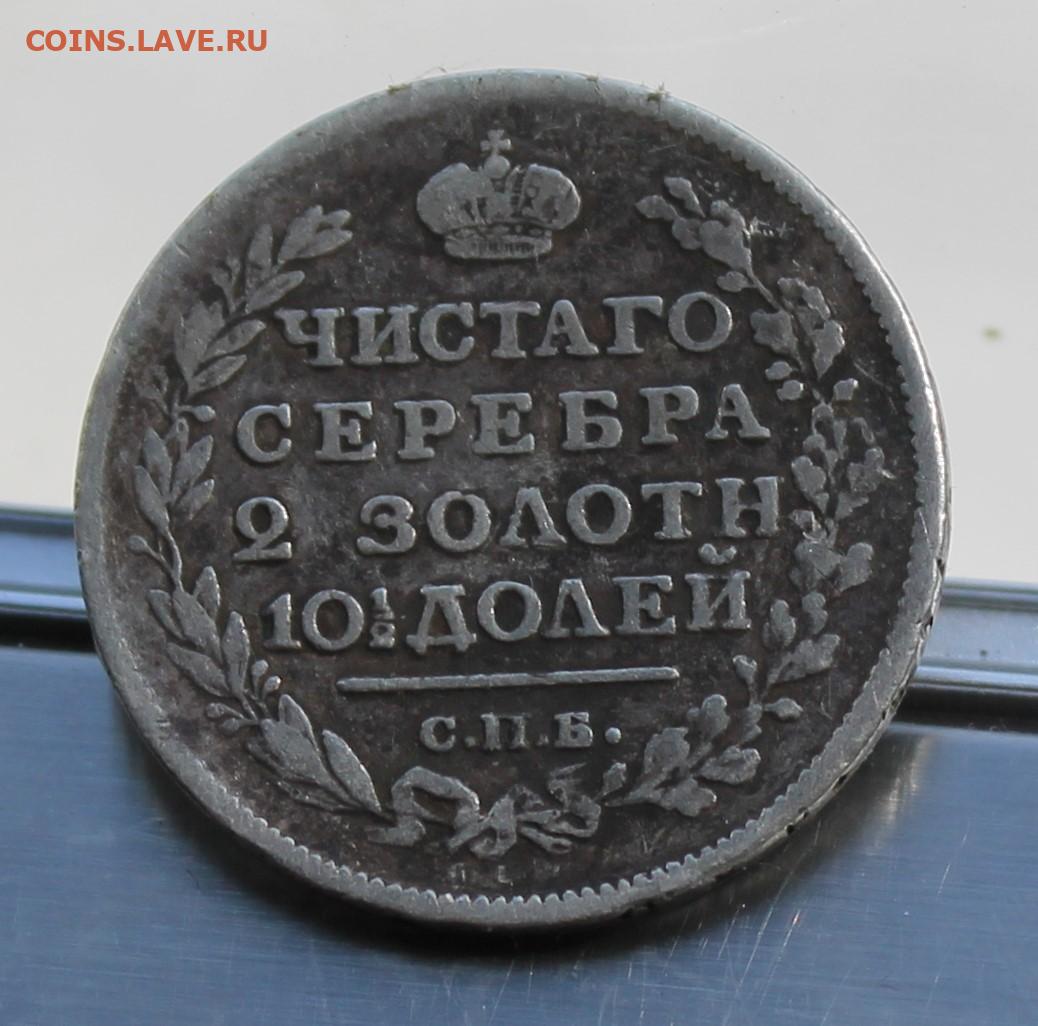 COINS.LAVE.RU
ЧИСТАГО
СЕРЕБРА
2 ЗОЛОТН
10½ ДОЛЕЙ
С.П.Б.